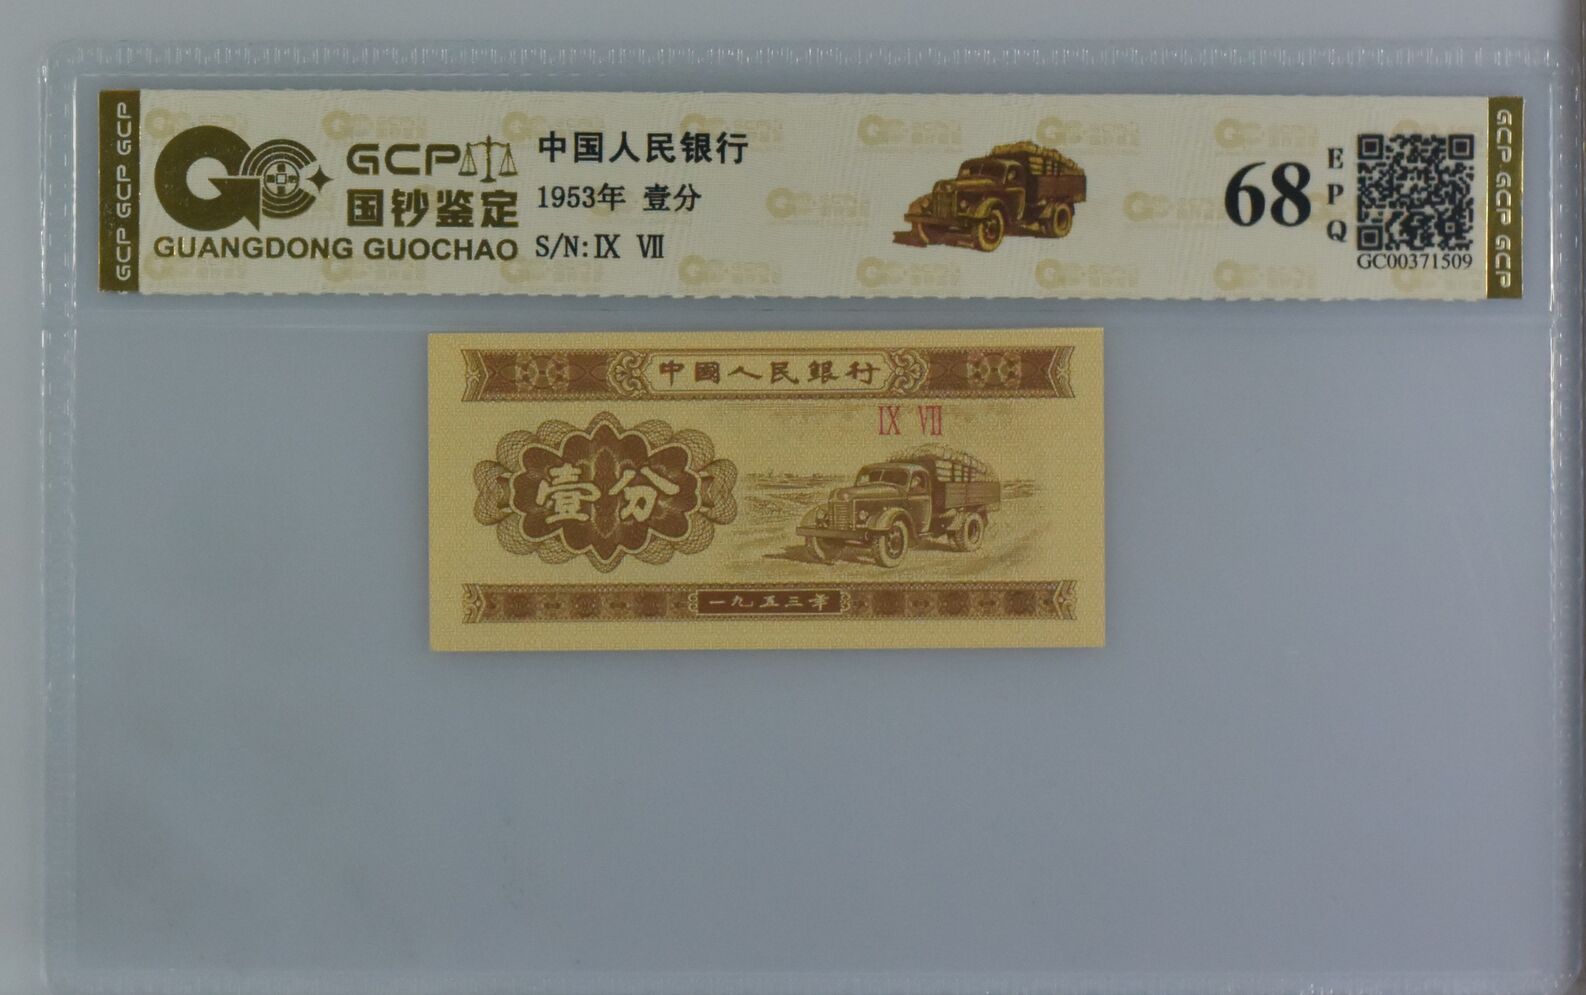 GCP GCP GCP
GCP
国钞鉴定
GUANGDONG GUOCHAO
中国人民银行
1953年 壹分
S/N: IX VII
68
EPQ
GC00371509
GCP GCP GCP
中國人民銀行
IX VII
壹分
一九五三年